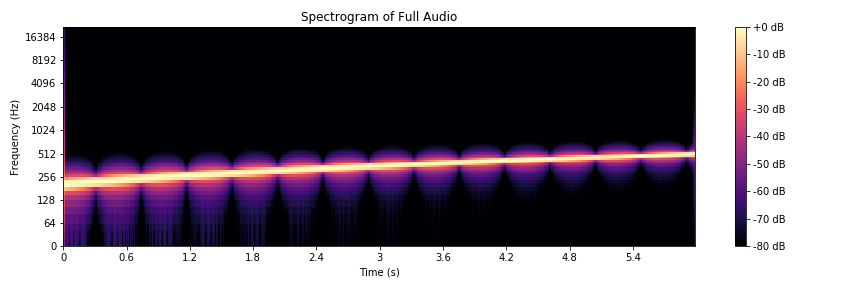 Spectrogram of Full Audio
Frequency (Hz)
16384
8192
4096
2048
1024
512
256
128
64
0
0 0.6 1.2 1.8 2.4 3 3.6 4.2 4.8 5.4
Time (s)
+0 dB
-10 dB
-20 dB
-30 dB
-40 dB
-50 dB
-60 dB
-70 dB
-80 dB